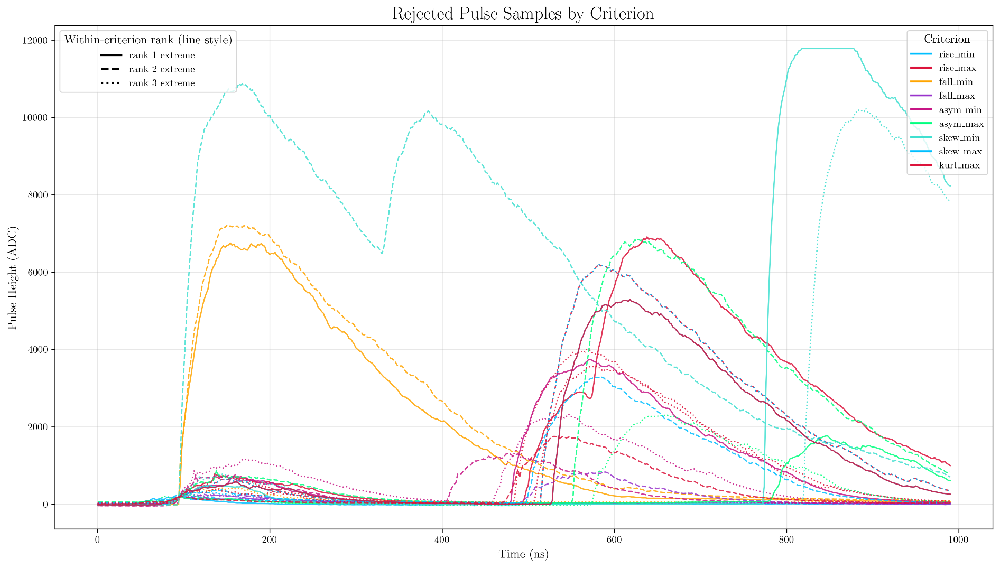 Rejected Pulse Samples by Criterion
Within-criterion rank (line style)
rank 1 extreme
rank 2 extreme
rank 3 extreme
Criterion
rise_min
rise_max
fall_min
fall_max
asym_min
asym_max
skew_min
skew_max
kurt_max
12000
10000
8000
6000
4000
2000
0
Pulse Height (ADC)
0
200
400
600
800
1000
Time (ns)